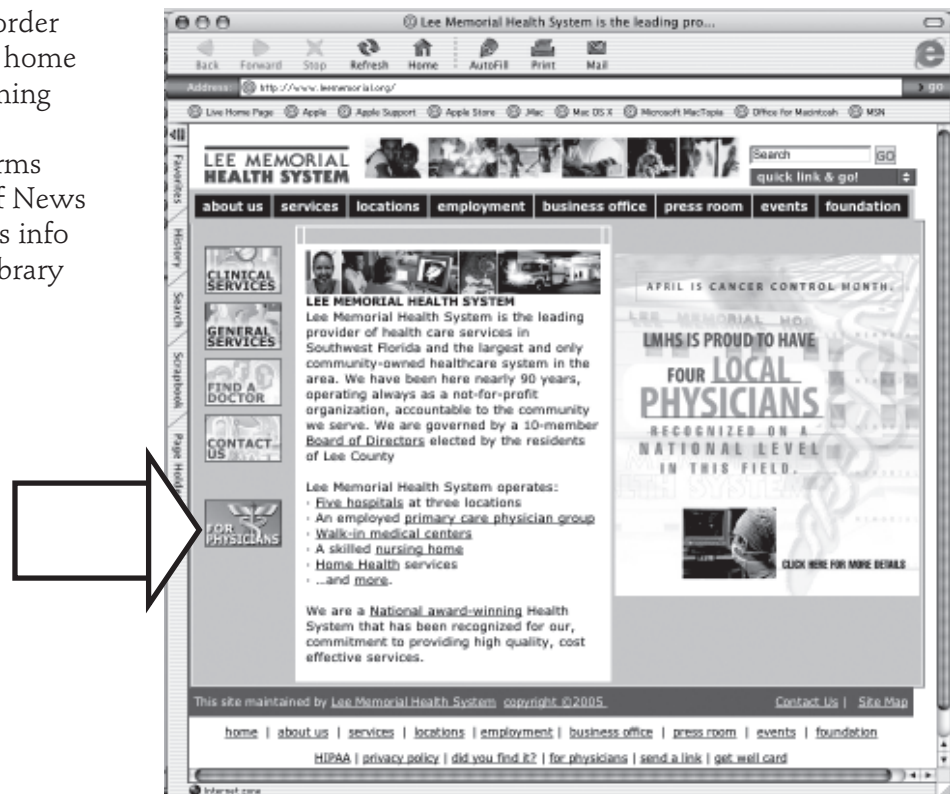 order
home
ning
rms
f News
s info
brary
Lee Memorial Health System is the leading pro...
Back Forward Stop Refresh Home AutoFill Print Mail
Address: http://www.leememorial.org/ go
Live Home Page Apple Apple Support Apple Store .Mac Mac OS X Microsoft MacTopia Office for Macintosh MSN
Favorites
History
Search
Scrapbook
Page Holder
LEE MEMORIAL
HEALTH SYSTEM
Search GO
quick link & go!
about us services locations employment business office press room events foundation
CLINICAL
SERVICES
GENERAL
SERVICES
FIND A
DOCTOR
CONTACT
US
FOR
PHYSICIANS
LEE MEMORIAL HEALTH SYSTEM
Lee Memorial Health System is the leading
provider of health care services in
Southwest Florida and the largest and only
community-owned healthcare system in the
area. We have been here nearly 90 years,
operating always as a not-for-profit
organization, accountable to the community
we serve. We are governed by a 10-member
Board of Directors elected by the residents
of Lee County
Lee Memorial Health System operates:
· Five hospitals at three locations
· An employed primary care physician group
· Walk-in medical centers
· A skilled nursing home
· Home Health services
· ...and more.
We are a National award-winning Health
System that has been recognized for our,
commitment to providing high quality, cost
effective services.
APRIL IS CANCER CONTROL MONTH.
LMHS IS PROUD TO HAVE
FOUR LOCAL
PHYSICIANS
RECOGNIZED ON A
NATIONAL LEVEL
IN THIS FIELD.
CLICK HERE FOR MORE DETAILS
This site maintained by Lee Memorial Health System copyright ©2005 Contact Us | Site Map
home | about us | services | locations | employment | business office | press room | events | foundation
HIPAA | privacy policy | did you find it? | for physicians | send a link | get well card
Internet zone